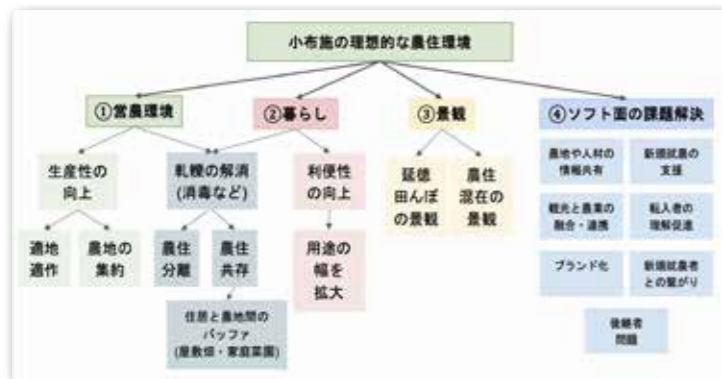 小布施の理想的な農住環境
①営農環境
②暮らし
③景観
④ソフト面の課題解決
生産性の
向上
軋轢の解消
(消毒など)
利便性
の向上
延徳
田んぼ
の景観
農住
混在の
景観
農地や人材の
情報共有
新規就農の
支援
観光と農業の
融合・連携
転入者の
理解促進
ブランド化
新規就農者
との繋がり
後継者
問題
適地
適作
農地の
集約
農住
分離
農住
共存
用途の
幅を
拡大
住居と農地間の
バッファ
(屋敷畑・家庭菜園)